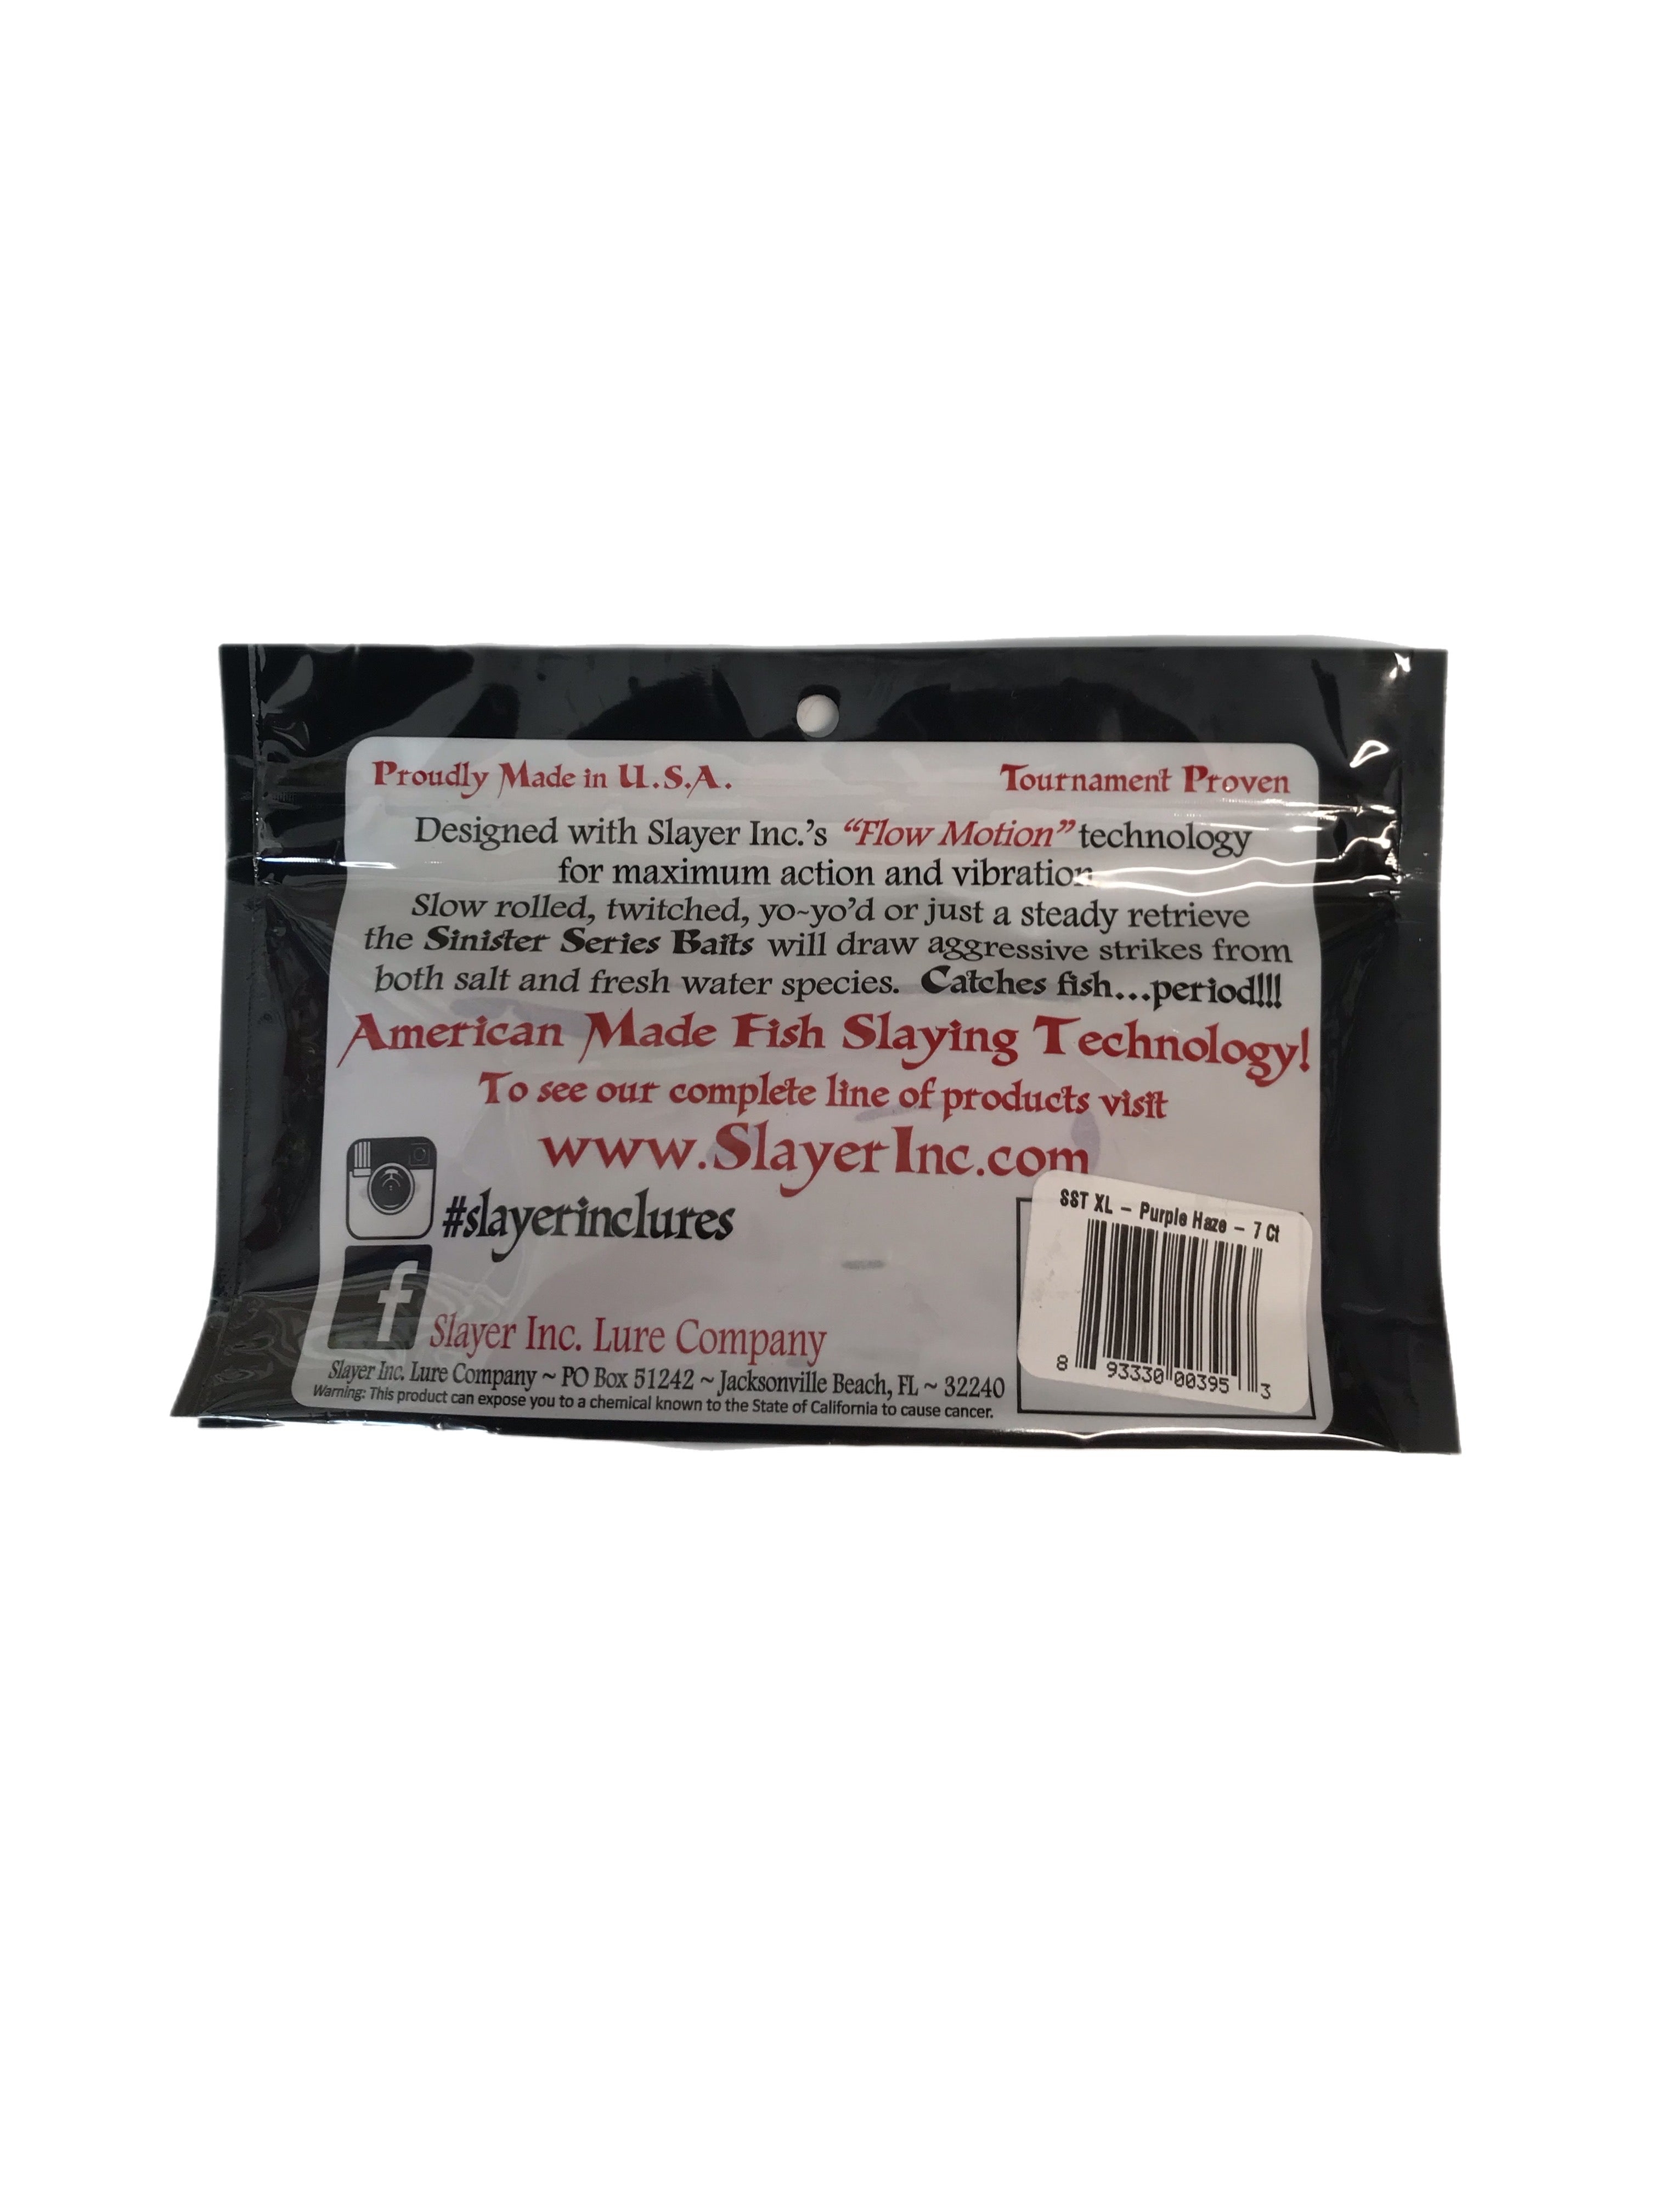 Proudly Made in U.S.A.
Tournament Proven
Designed with Slayer Inc.'s “Flow Motion” technology
for maximum action and vibration
Slow rolled, twitched, yo-yo'd or just a steady retrieve
the Sinister Series Baits will draw aggressive strikes from
both salt and fresh water species. Catches fish...period!!!
American Made Fish Slaying Technology!
To see our complete line of products visit
www.SlayerInc.com
#slayerinclures
f Slayer Inc. Lure Company
Slayer Inc. Lure Company ~ PO Box 51242 ~ Jacksonville Beach, FL ~ 32240
Warning: This product can expose you to a chemical known to the State of California to cause cancer.
SST XL – Purple Haze – 7 Ct
8 93330 00395 3